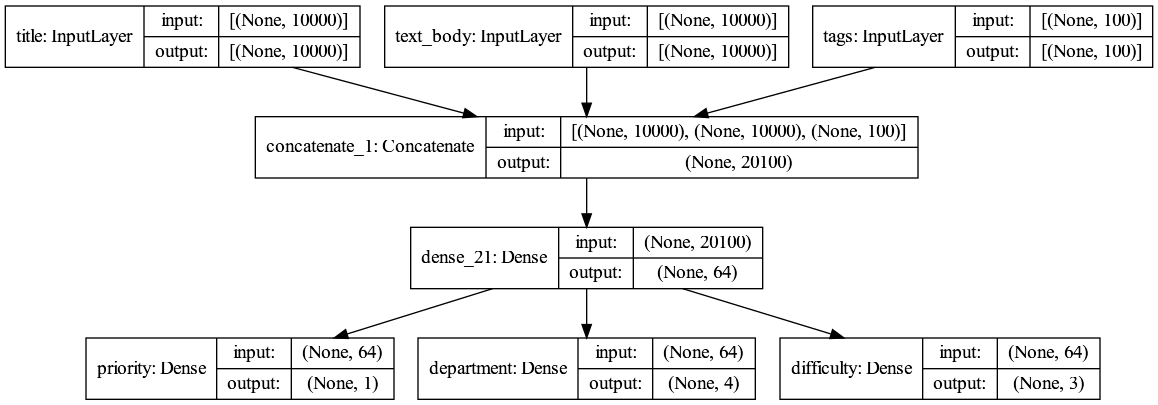 title: InputLayer
input: [(None, 10000)]
output: [(None, 10000)]
text_body: InputLayer
input: [(None, 10000)]
output: [(None, 10000)]
tags: InputLayer
input: [(None, 100)]
output: [(None, 100)]
concatenate_1: Concatenate
input: [(None, 10000), (None, 10000), (None, 100)]
output: (None, 20100)
dense_21: Dense
input: (None, 20100)
output: (None, 64)
priority: Dense
input: (None, 64)
output: (None, 1)
department: Dense
input: (None, 64)
output: (None, 4)
difficulty: Dense
input: (None, 64)
output: (None, 3)